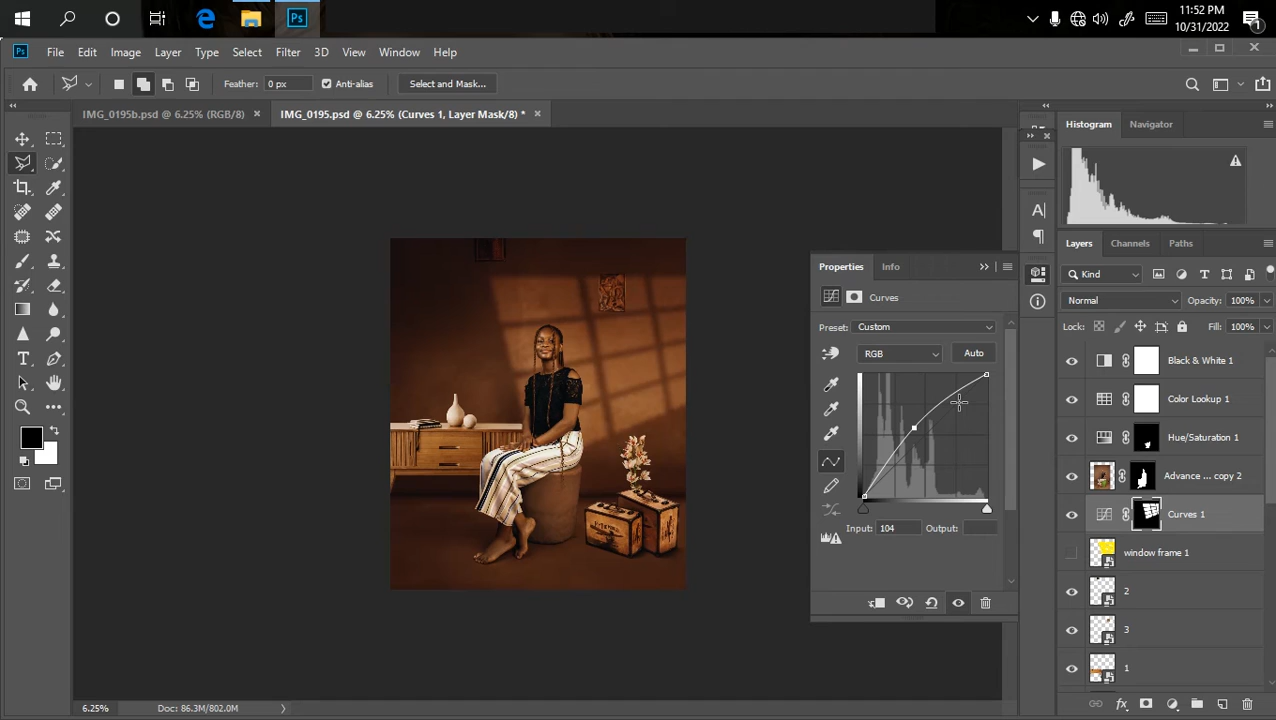 11:52 PM
10/31/2022
1
Ps
Ps File Edit Image Layer Type Select Filter 3D View Window Help
Feather: 0 px Anti-alias Select and Mask...
IMG_0195b.psd @ 6.25% (RGB/8) × IMG_0195.psd @ 6.25% (Curves 1, Layer Mask/8) * ×
Histogram Navigator
Properties Info
Curves
Preset: Custom
RGB Auto
Input: 104 Output:
Layers Channels Paths
Kind
Normal Opacity: 100%
Lock: Fill: 100%
Black & White 1
Color Lookup 1
Hue/Saturation 1
Advance ... copy 2
Curves 1
window frame 1
2
3
1
fx
6.25% Doc: 86.3M/802.0M